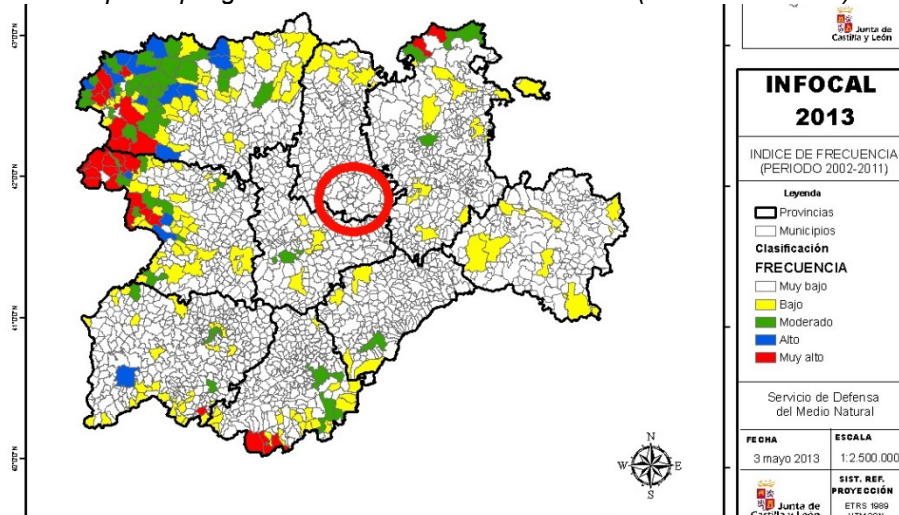 Junta de
Castilla y León
INFOCAL
2013
INDICE DE FRECUENCIA
(PERIODO 2002-2011)
Leyenda
Provincias
Municipios
Clasificación
FRECUENCIA
Muy bajo
Bajo
Moderado
Alto
Muy alto
Servicio de Defensa
del Medio Natural
FECHA
3 mayo 2013
ESCALA
1:2.500.000
SIST. REF.
PROYECCIÓN
ETRS 1989
Junta de
Castilla y León
N
W
E
S